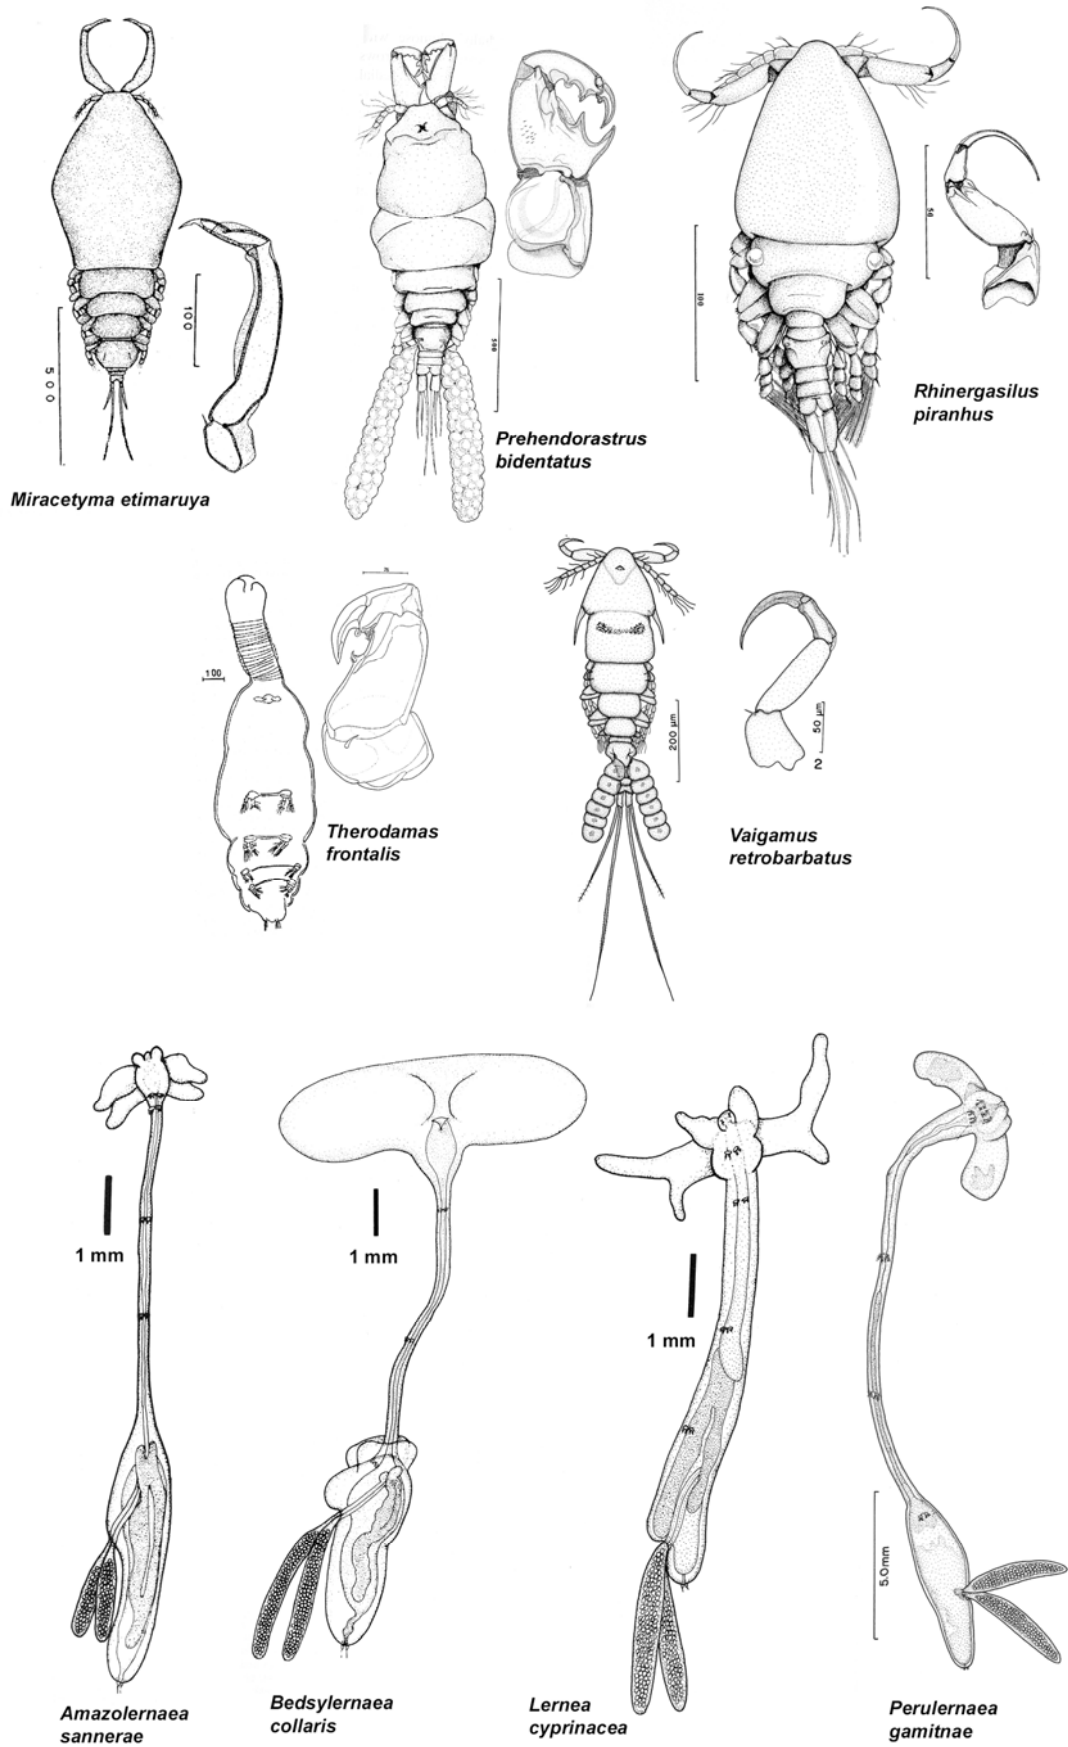 500
100
Miracetyma etimaruya
500
Prehendorastrus
bidentatus
100
50
Rhinergasilus
piranhus
100
Therodamas
frontalis
200 µm
50 µm
2
Vaigamus
retrobarbatus
1 mm
1 mm
1 mm
5.0mm
Amazolernaea
sannerae
Bedsylernaea
collaris
Lernea
cyprinacea
Perulernaea
gamitnae